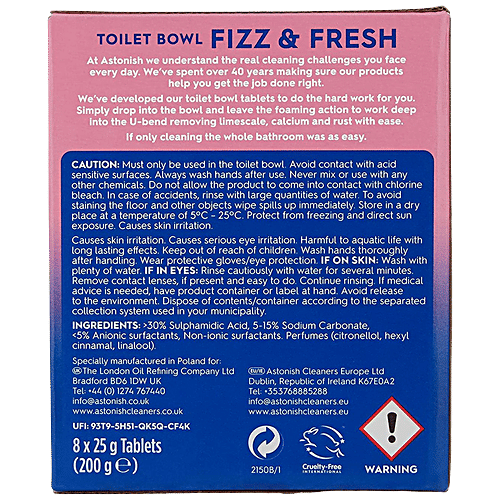 TOILET BOWL FIZZ & FRESH
At Astonish we understand the real cleaning challenges you face
every day. We've spent over 40 years making sure our products
help you get the job done right.
We've developed our toilet bowl tablets to do the hard work for you.
Simply drop into the bowl and leave the foaming action to work deep
into the U-bend removing limescale, calcium and rust with ease.
If only cleaning the whole bathroom was as easy.
CAUTION: Must only be used in the toilet bowl. Avoid contact with acid
sensitive surfaces. Always wash hands after use. Never mix or use with any
other chemicals. Do not allow the product to come into contact with chlorine
bleach. In case of accidents, rinse with large quantities of water. To avoid
staining the floor and other objects wipe spills up immediately. Store in a dry
place at a temperature of 5°C – 25°C. Protect from freezing and direct sun
exposure. Causes skin irritation.
Causes skin irritation. Causes serious eye irritation. Harmful to aquatic life with
long lasting effects. Keep out of reach of children. Wash hands thoroughly
after handling. Wear protective gloves/eye protection. IF ON SKIN: Wash with
plenty of water. IF IN EYES: Rinse cautiously with water for several minutes.
Remove contact lenses, if present and easy to do. Continue rinsing. If medical
advice is needed, have product container or label at hand. Avoid release
to the environment. Dispose of contents/container according to the separated
collection system used in your municipality.
INGREDIENTS: >30% Sulphamidic Acid, 5-15% Sodium Carbonate,
<5% Anionic surfactants, Non-ionic surfactants. Perfumes (citronellol, hexyl
cinnamal, linalool).
Specially manufactured in Poland for:
UK The London Oil Refining Company Ltd
Bradford BD6 1DW UK
Tel: +44 (0) 1274 767440
www.astonishcleaners.co.uk
info@astonish.co.uk
EU/IE Astonish Cleaners Europe Ltd
Dublin, Republic of Ireland K67E0A2
Tel: +353768885288
www.astonishcleaners.eu
info@astonishcleaners.eu
UFI: 93T9-5H51-QK5Q-CF4K
8 x 25 g Tablets
(200 g ℮)
2150B/1
Cruelty-Free
INTERNATIONAL
WARNING